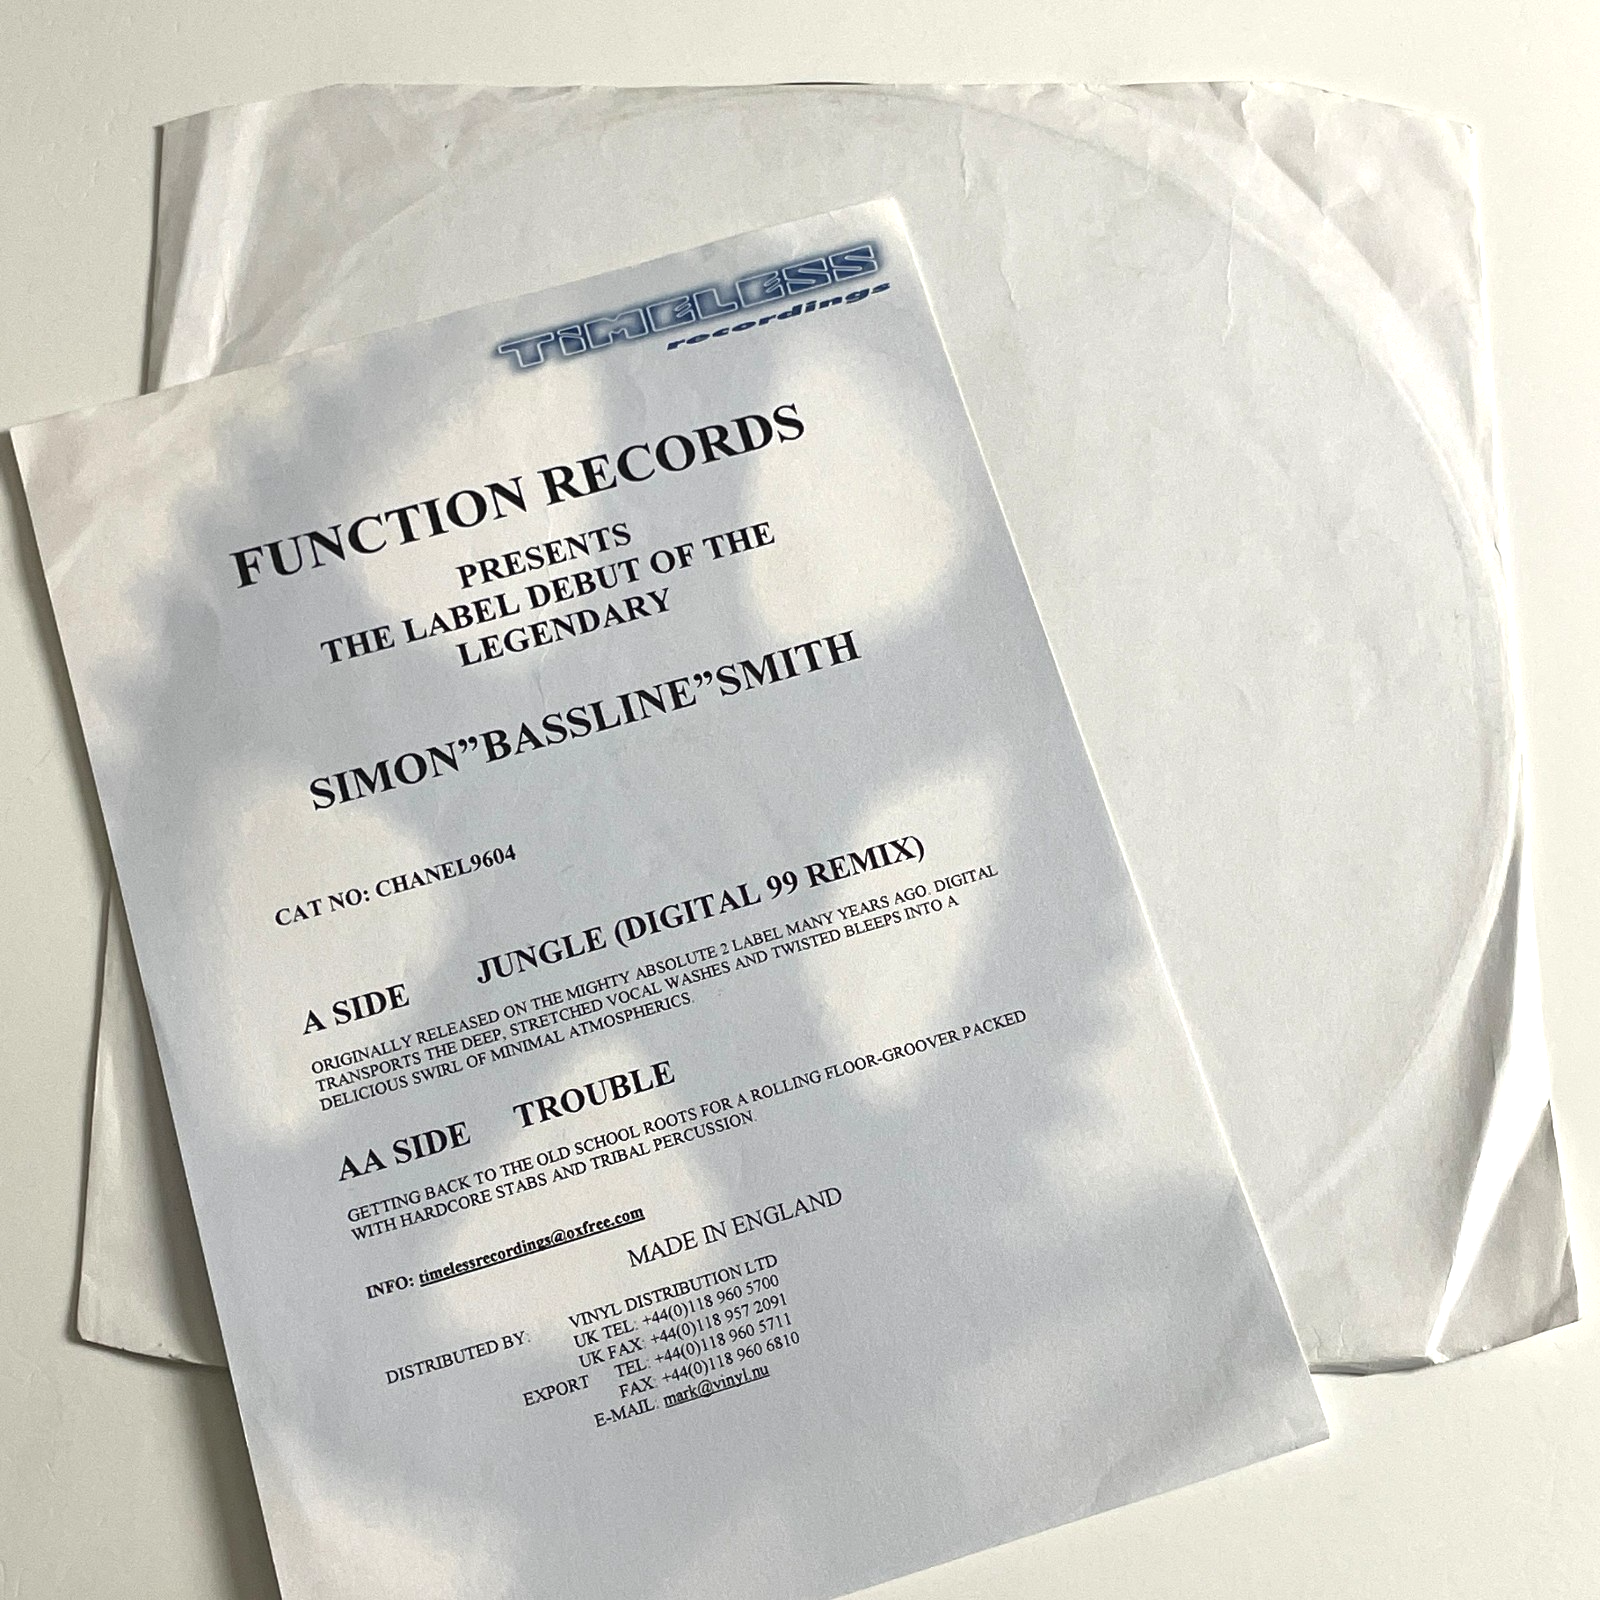 TiMELESS
recordings
FUNCTION RECORDS
PRESENTS
THE LABEL DEBUT OF THE
LEGENDARY
SIMON”BASSLINE”SMITH
CAT NO: CHANEL9604
A SIDE JUNGLE (DIGITAL 99 REMIX)
ORIGINALLY RELEASED ON THE MIGHTY ABSOLUTE 2 LABEL MANY YEARS AGO. DIGITAL
TRANSPORTS THE DEEP, STRETCHED VOCAL WASHES AND TWISTED BLEEPS INTO A
DELICIOUS SWIRL OF MINIMAL ATMOSPHERICS.
AA SIDE TROUBLE
GETTING BACK TO THE OLD SCHOOL ROOTS FOR A ROLLING FLOOR-GROOVER PACKED
WITH HARDCORE STABS AND TRIBAL PERCUSSION.
INFO: timelessrecordings@oxfree.com
MADE IN ENGLAND
DISTRIBUTED BY: VINYL DISTRIBUTION LTD
UK TEL: +44(0)118 960 5700
UK FAX: +44(0)118 957 2091
EXPORT TEL: +44(0)118 960 5711
FAX: +44(0)118 960 6810
E-MAIL: mark@vinyl.nu